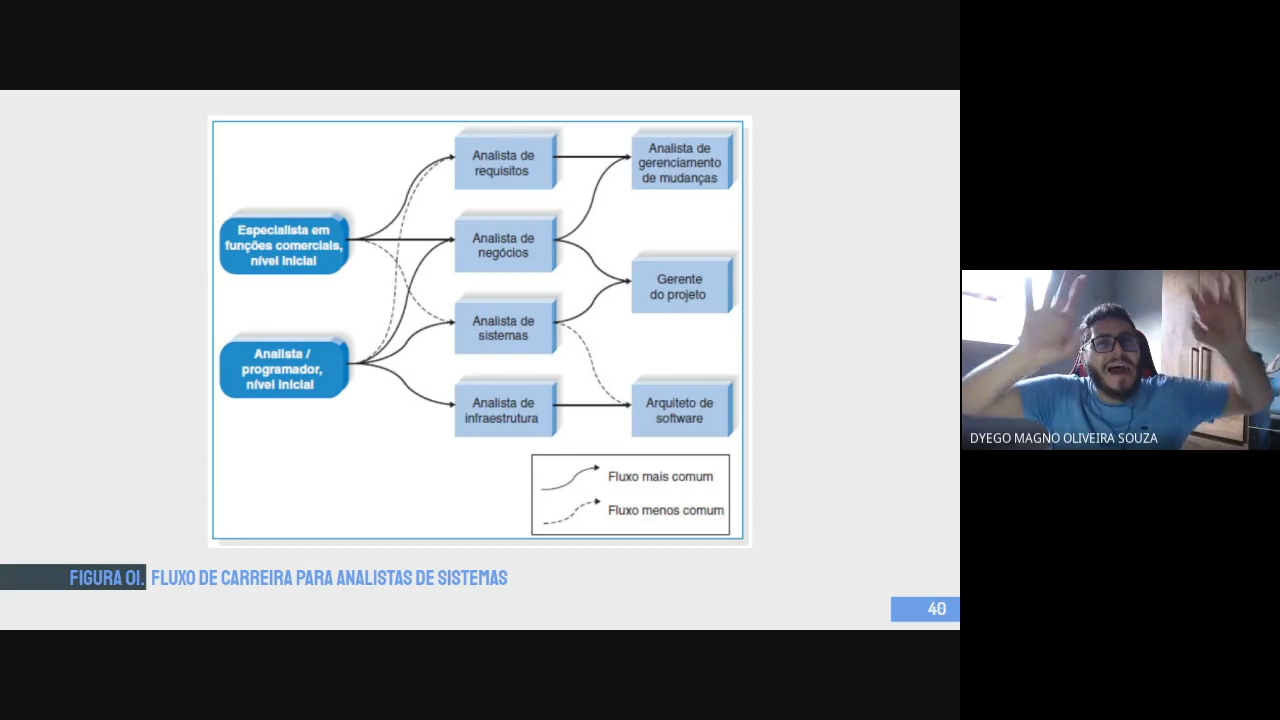 Analista de
requisitos
Analista de
gerenciamento
de mudanças
Especialista em
funções comerciais,
nível inicial
Analista de
negócios
Gerente
do projeto
Analista de
sistemas
Analista /
programador,
nível inicial
Analista de
infraestrutura
Arquiteto de
software
Fluxo mais comum
Fluxo menos comum
FIGURA 01. FLUXO DE CARREIRA PARA ANALISTAS DE SISTEMAS
40
DYEGO MAGNO OLIVEIRA SOUZA